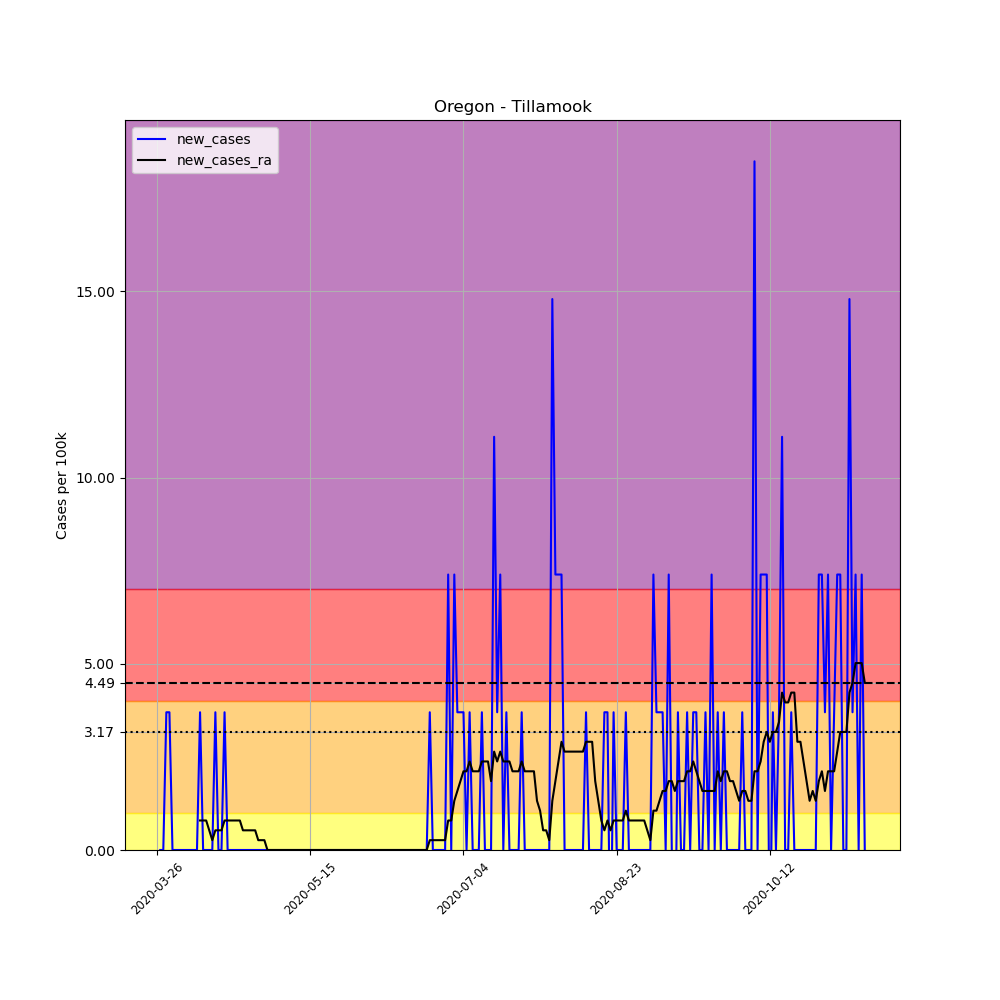 Oregon - Tillamook
new_cases
new_cases_ra
Cases per 100k
15.00
10.00
5.00
4.49
3.17
0.00
2020-03-26
2020-05-15
2020-07-04
2020-08-23
2020-10-12